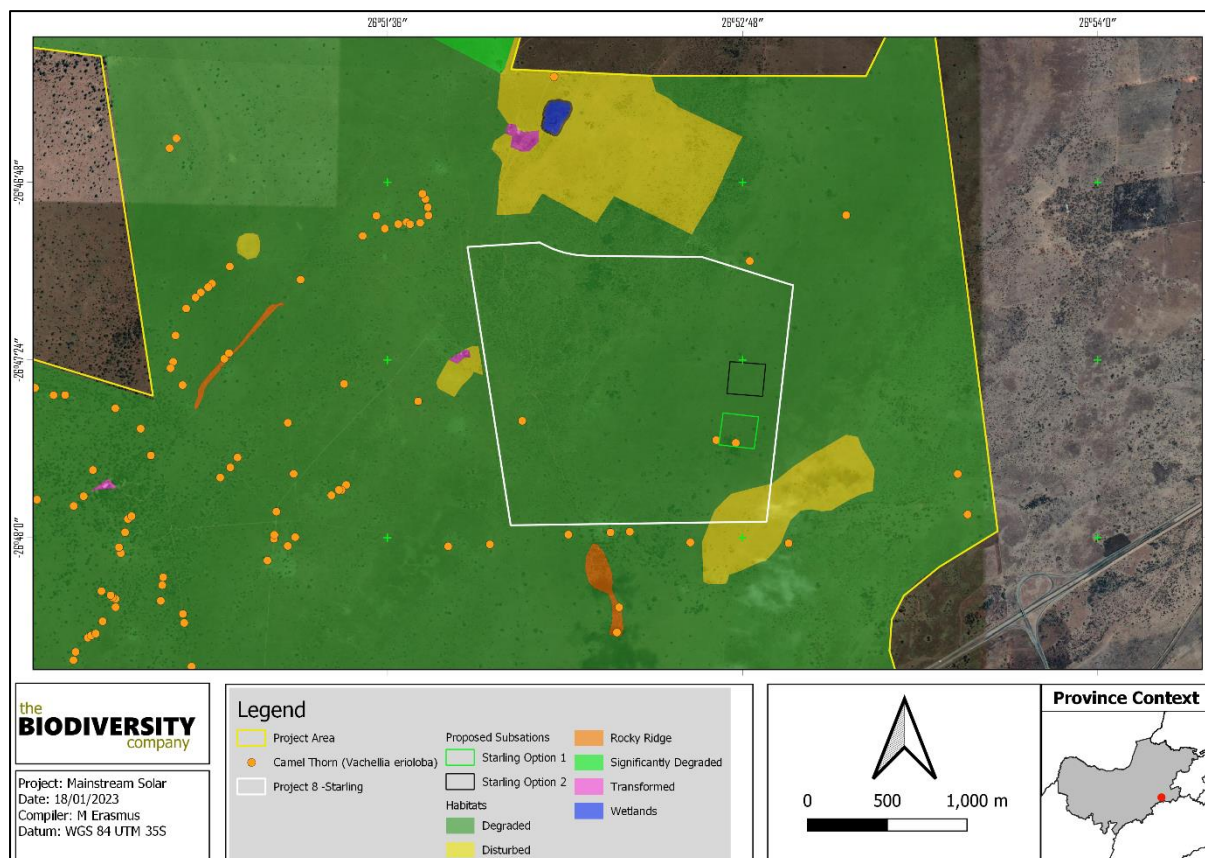 26°51'36"
26°52'48"
26°54'0"
-26°46'48"
-26°47'24"
-26°48'0"
the
BIODIVERSITY
company
Project: Mainstream Solar
Date: 18/01/2023
Compiler: M Erasmus
Datum: WGS 84 UTM 35S
Legend
Project Area
Camel Thorn (Vachellia erioloba)
Project 8 -Starling
Proposed Subsations
Starling Option 1
Starling Option 2
Habitats
Degraded
Disturbed
Rocky Ridge
Significantly Degraded
Transformed
Wetlands
0 500 1,000 m
Province Context